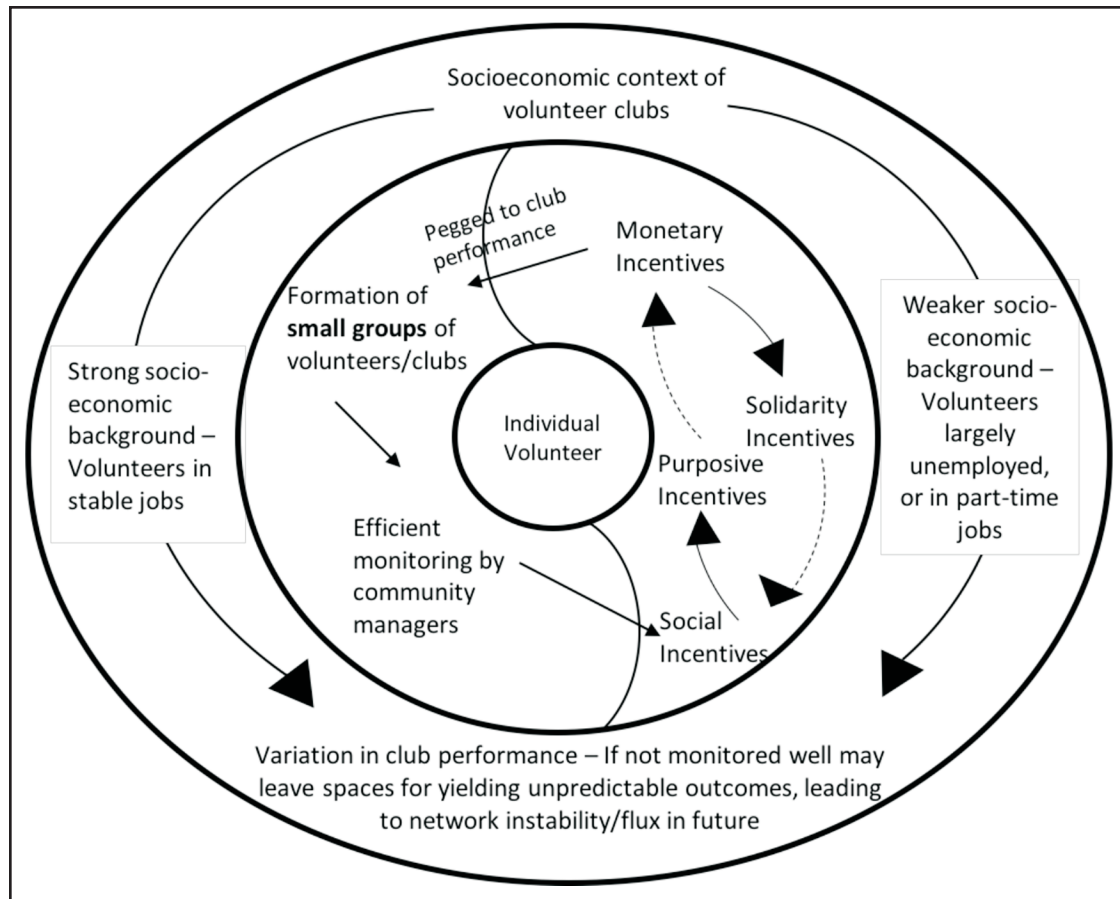 Socioeconomic context of
volunteer clubs
Pegged to club
performance
Monetary
Incentives
Formation of
small groups of
volunteers/clubs
Strong socio-
economic
background –
Volunteers in
stable jobs
Individual
Volunteer
Solidarity
Incentives
Purposive
Incentives
Weaker socio-
economic
background –
Volunteers
largely
unemployed,
or in part-time
jobs
Efficient
monitoring by
community
managers
Social
Incentives
Variation in club performance – If not monitored well may
leave spaces for yielding unpredictable outcomes, leading
to network instability/flux in future